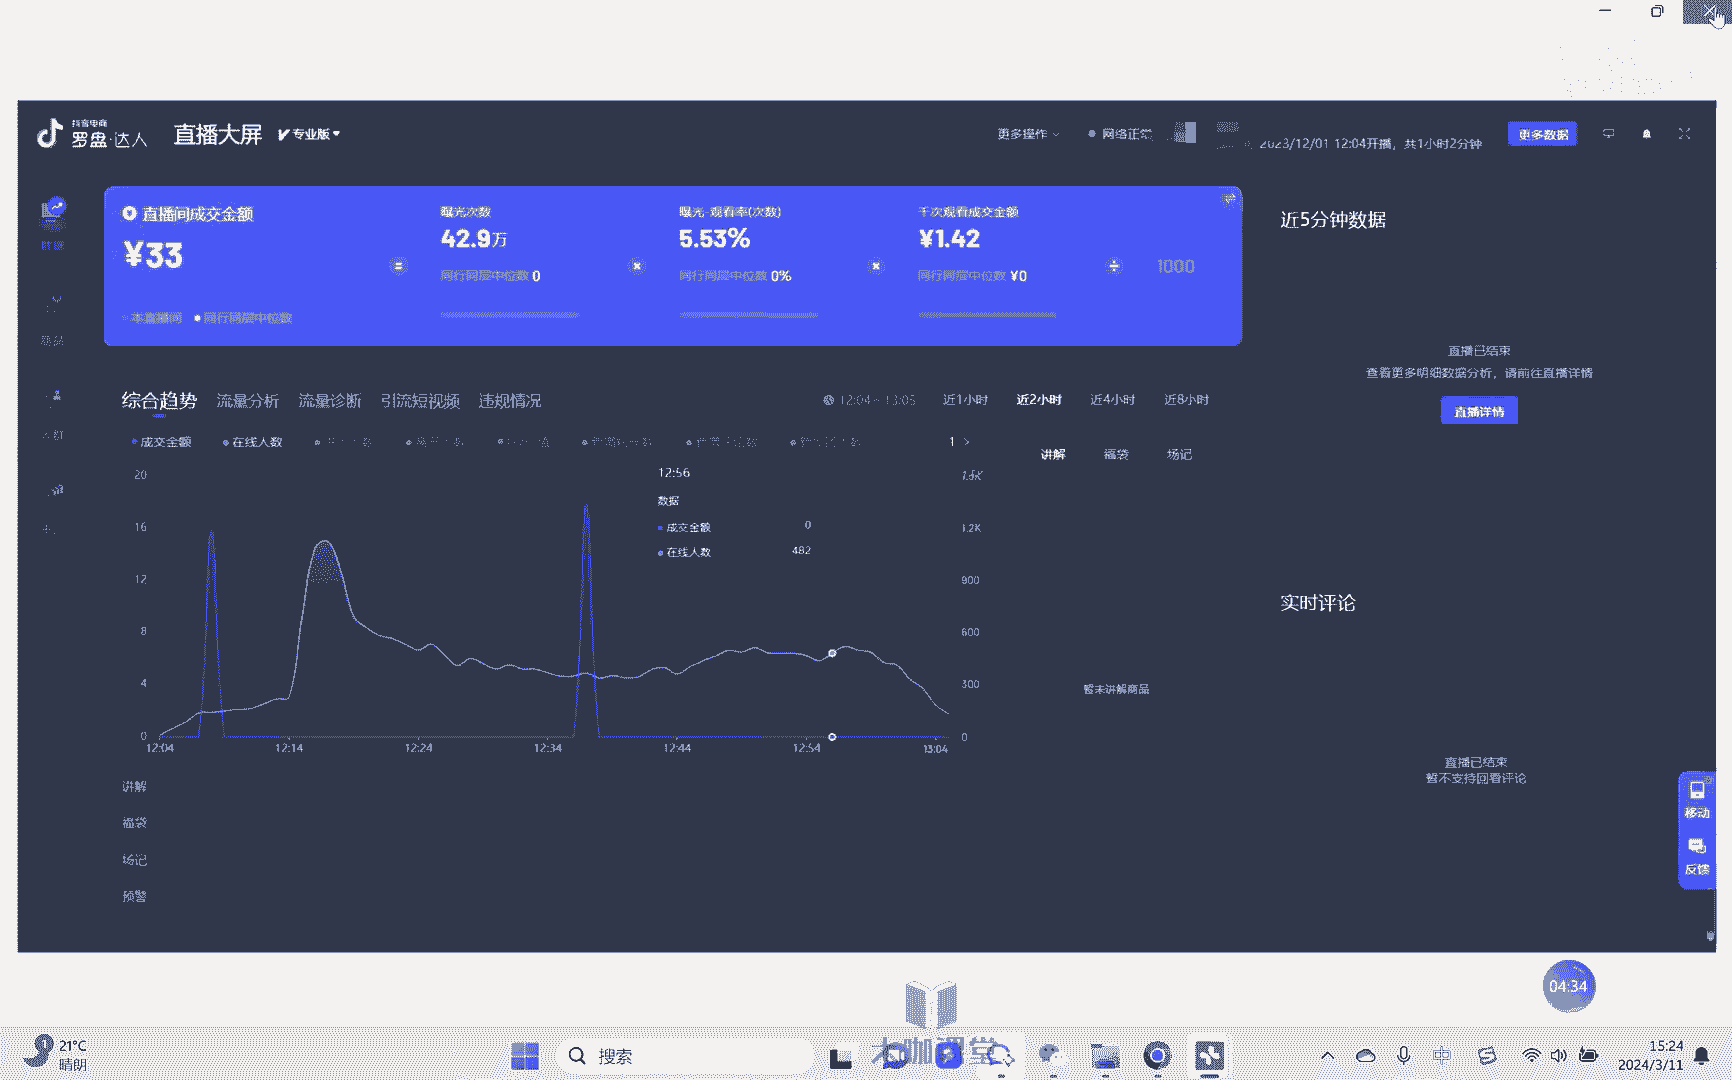 抖音电商
罗盘·达人
直播大屏
专业版
更多操作
网络正常
2023/12/01 12:04开播，共1小时2分钟
更多数据
直播间成交金额
¥33
本直播间
同行同层中位数
曝光次数
42.9万
同行同层中位数 0
曝光-观看率(次数)
5.53%
同行同层中位数 0%
千次观看成交金额
¥1.42
同行同层中位数 ¥0
1000
近5分钟数据
直播已结束
查看更多明细数据分析，请前往直播详情
直播详情
综合趋势
流量分析
流量诊断
引流短视频
违规情况
12:04 - 13:05
近1小时
近2小时
近4小时
近8小时
成交金额
在线人数
1
讲解
福袋
场记
20
16
12
8
4
0
12:56
数据
成交金额 0
在线人数 482
1.5K
1.2K
900
600
300
0
12:04
12:14
12:24
12:34
12:44
12:54
13:04
暂未讲解商品
实时评论
直播已结束
暂不支持回看评论
讲解
福袋
场记
预警
移动
反馈
04:34
21°C
晴朗
搜索
大咖课堂
中
15:24
2024/3/11